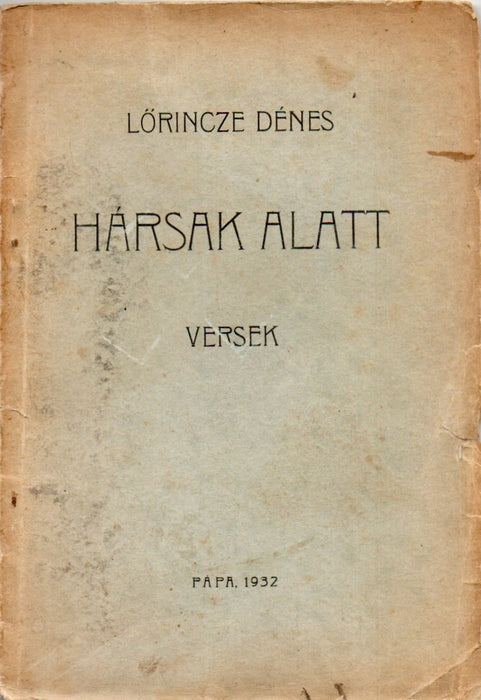 LŐRINCZE DÉNES
HÁRSAK ALATT
VERSEK
PÁPA, 1932